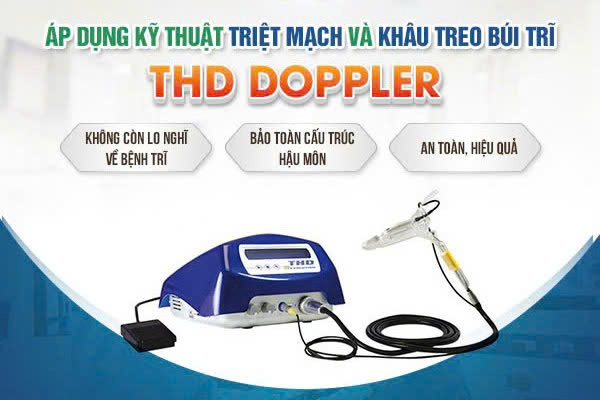 ÁP DỤNG KỸ THUẬT TRIỆT MẠCH VÀ KHÂU TREO BÚI TRĨ
THD DOPPLER
KHÔNG CÒN LO NGHĨ
VỀ BỆNH TRĨ
BẢO TOÀN CẤU TRÚC
HẬU MÔN
AN TOÀN, HIỆU QUẢ
THD